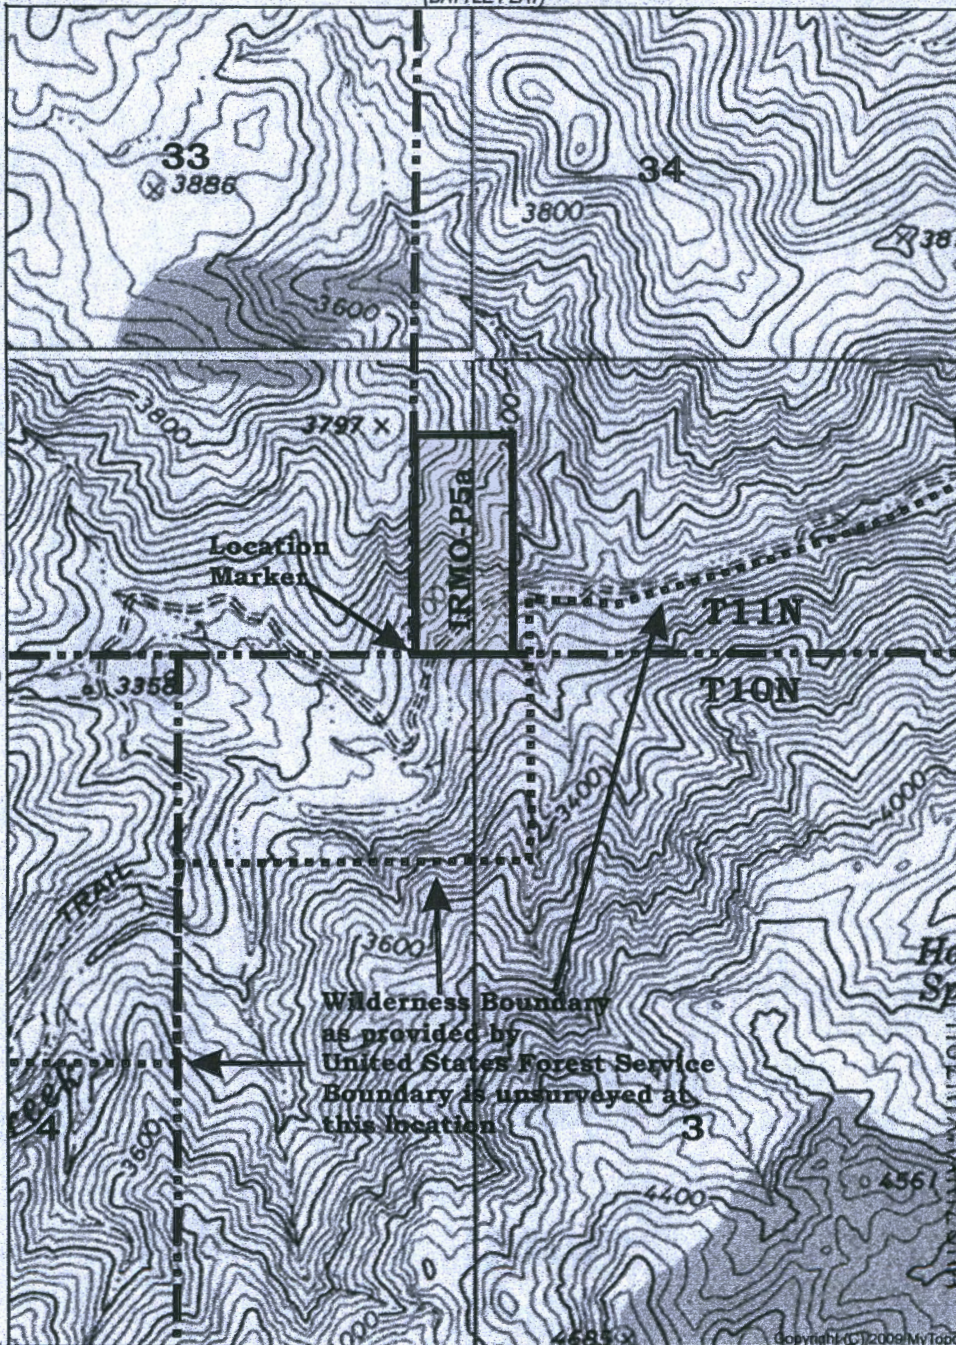 33
3886
34
3800
3600
3800
3797 ×
IRMO-P5a
Location
Marker
T11N
3358
T10N
3400
4000
TRAIL
3600
Wilderness Boundary
as provided by
United States Forest Service
Boundary is unsurveyed at
this location
4
3
3600
4400
4561
4685 ×
Copyright (C) 2009 MyTopo